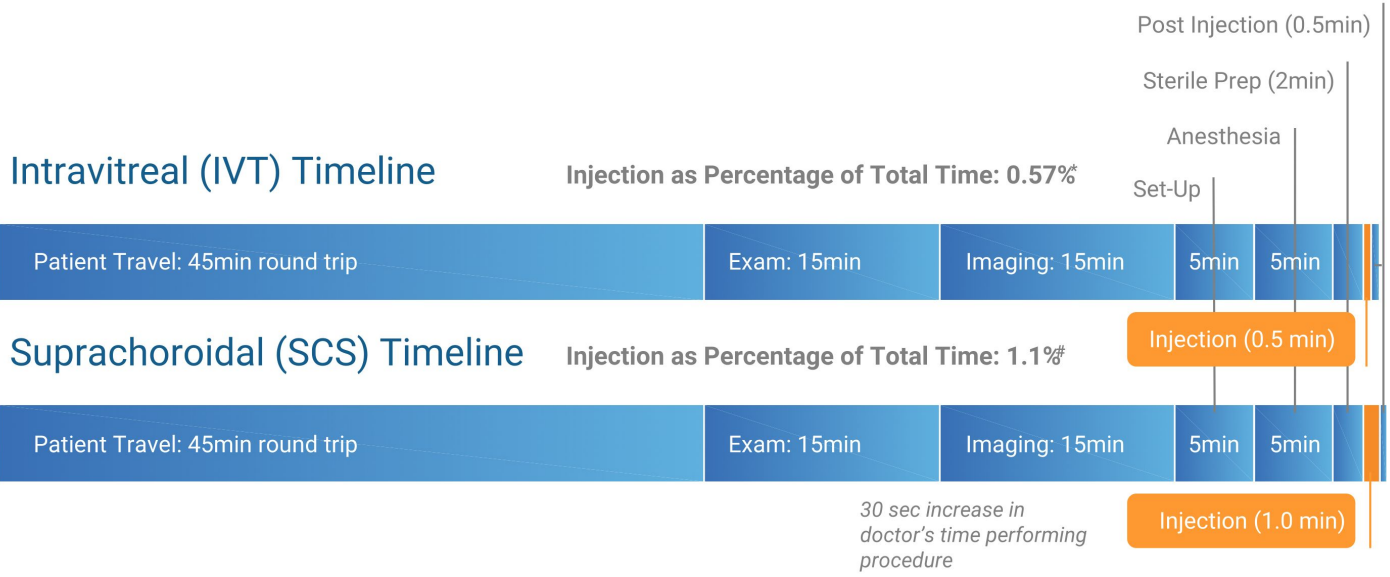 Post Injection (0.5min)
Sterile Prep (2min)
Anesthesia
Set-Up
Intravitreal (IVT) Timeline
Injection as Percentage of Total Time: 0.57%*
Patient Travel: 45min round trip
Exam: 15min
Imaging: 15min
5min
5min
Injection (0.5 min)
Suprachoroidal (SCS) Timeline
Injection as Percentage of Total Time: 1.1%#
Patient Travel: 45min round trip
Exam: 15min
Imaging: 15min
5min
5min
30 sec increase in
doctor's time performing
procedure
Injection (1.0 min)